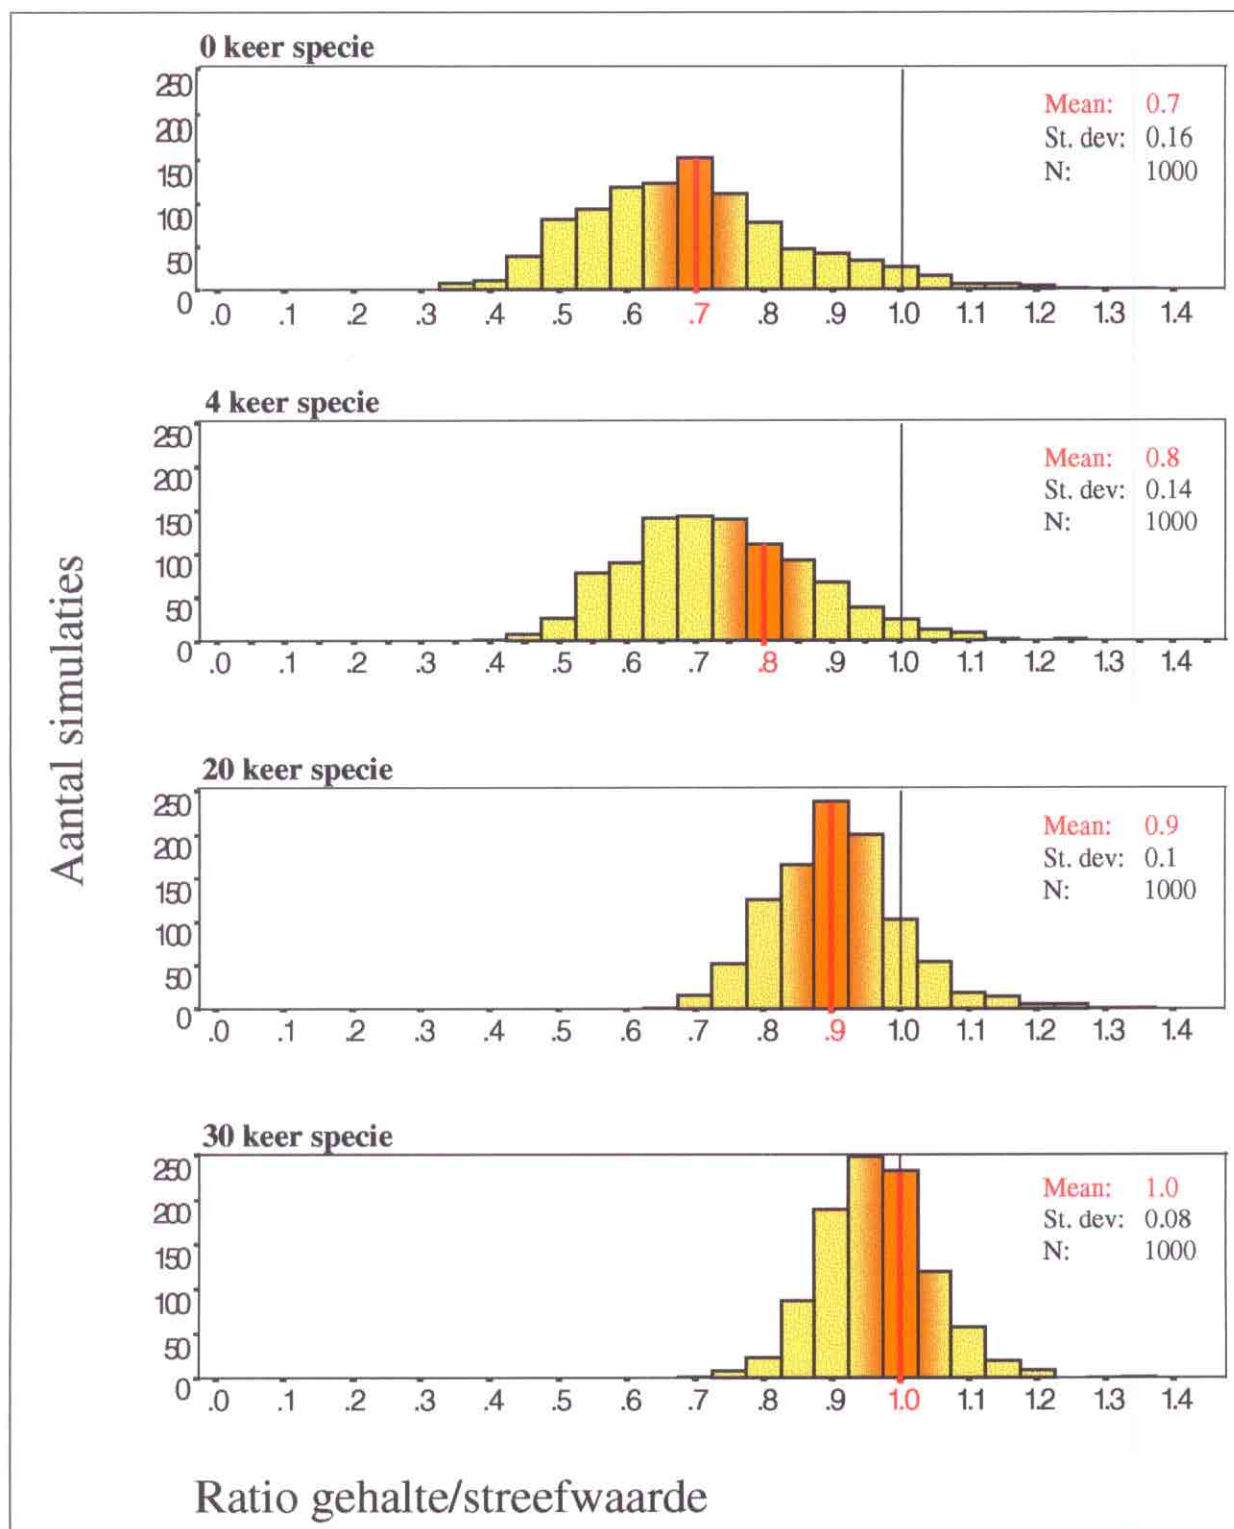 0 keer specie
250
200
150
100
50
0
Mean: 0.7
St. dev: 0.16
N: 1000
.0 .1 .2 .3 .4 .5 .6 .7 .8 .9 1.0 1.1 1.2 1.3 1.4
4 keer specie
250
200
150
100
50
0
Mean: 0.8
St. dev: 0.14
N: 1000
.0 .1 .2 .3 .4 .5 .6 .7 .8 .9 1.0 1.1 1.2 1.3 1.4
Aantal simulaties
20 keer specie
250
200
150
100
50
0
Mean: 0.9
St. dev: 0.1
N: 1000
.0 .1 .2 .3 .4 .5 .6 .7 .8 .9 1.0 1.1 1.2 1.3 1.4
30 keer specie
250
200
150
100
50
0
Mean: 1.0
St. dev: 0.08
N: 1000
.0 .1 .2 .3 .4 .5 .6 .7 .8 .9 1.0 1.1 1.2 1.3 1.4
Ratio gehalte/streefwaarde